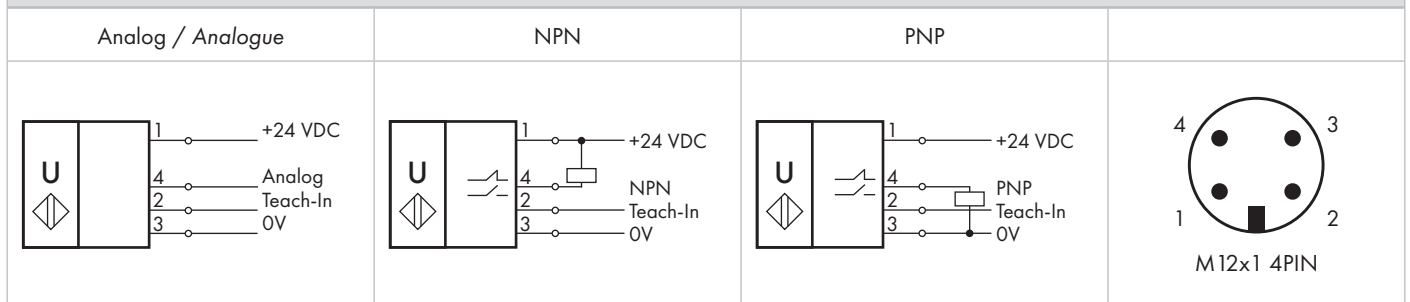 Analog / Analogue
NPN
PNP
1
+24 VDC
U
4
Analog
2
Teach-In
3
0V
1
+24 VDC
U
4
NPN
2
Teach-In
3
0V
1
+24 VDC
U
4
PNP
2
Teach-In
3
0V
4
3
1
2
M12x1 4PIN